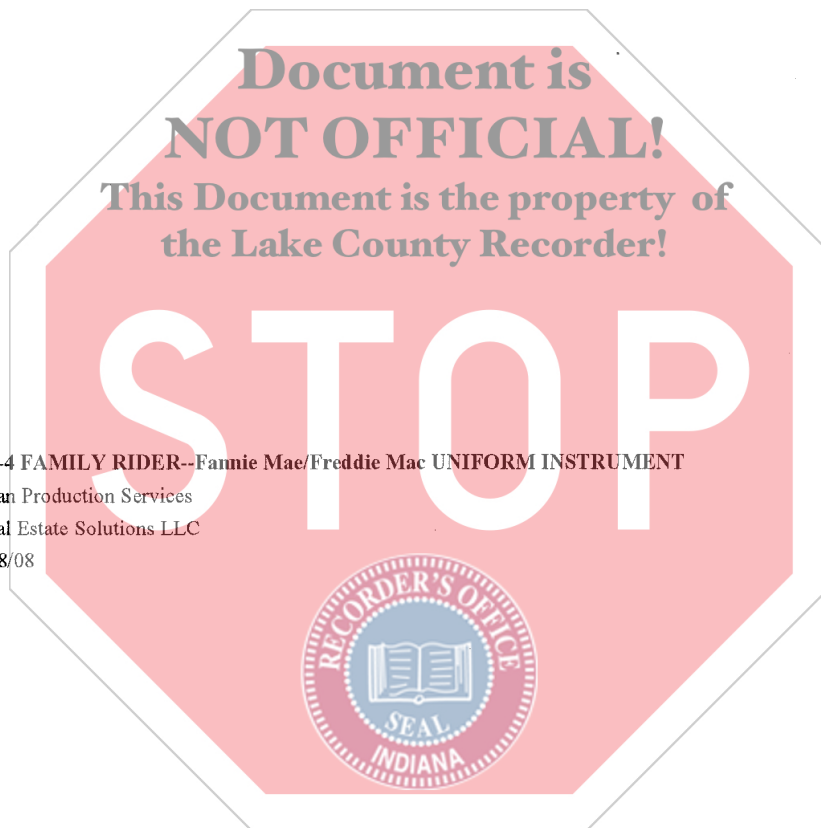 Document is
NOT OFFICIAL!
This Document is the property of
the Lake County Recorder!
STOP
-4 FAMILY RIDER--Fannie Mae/Freddie Mac UNIFORM INSTRUMENT
an Production Services
al Estate Solutions LLC
8/08
RECORDER'S OFFICE
SEAL
INDIANA